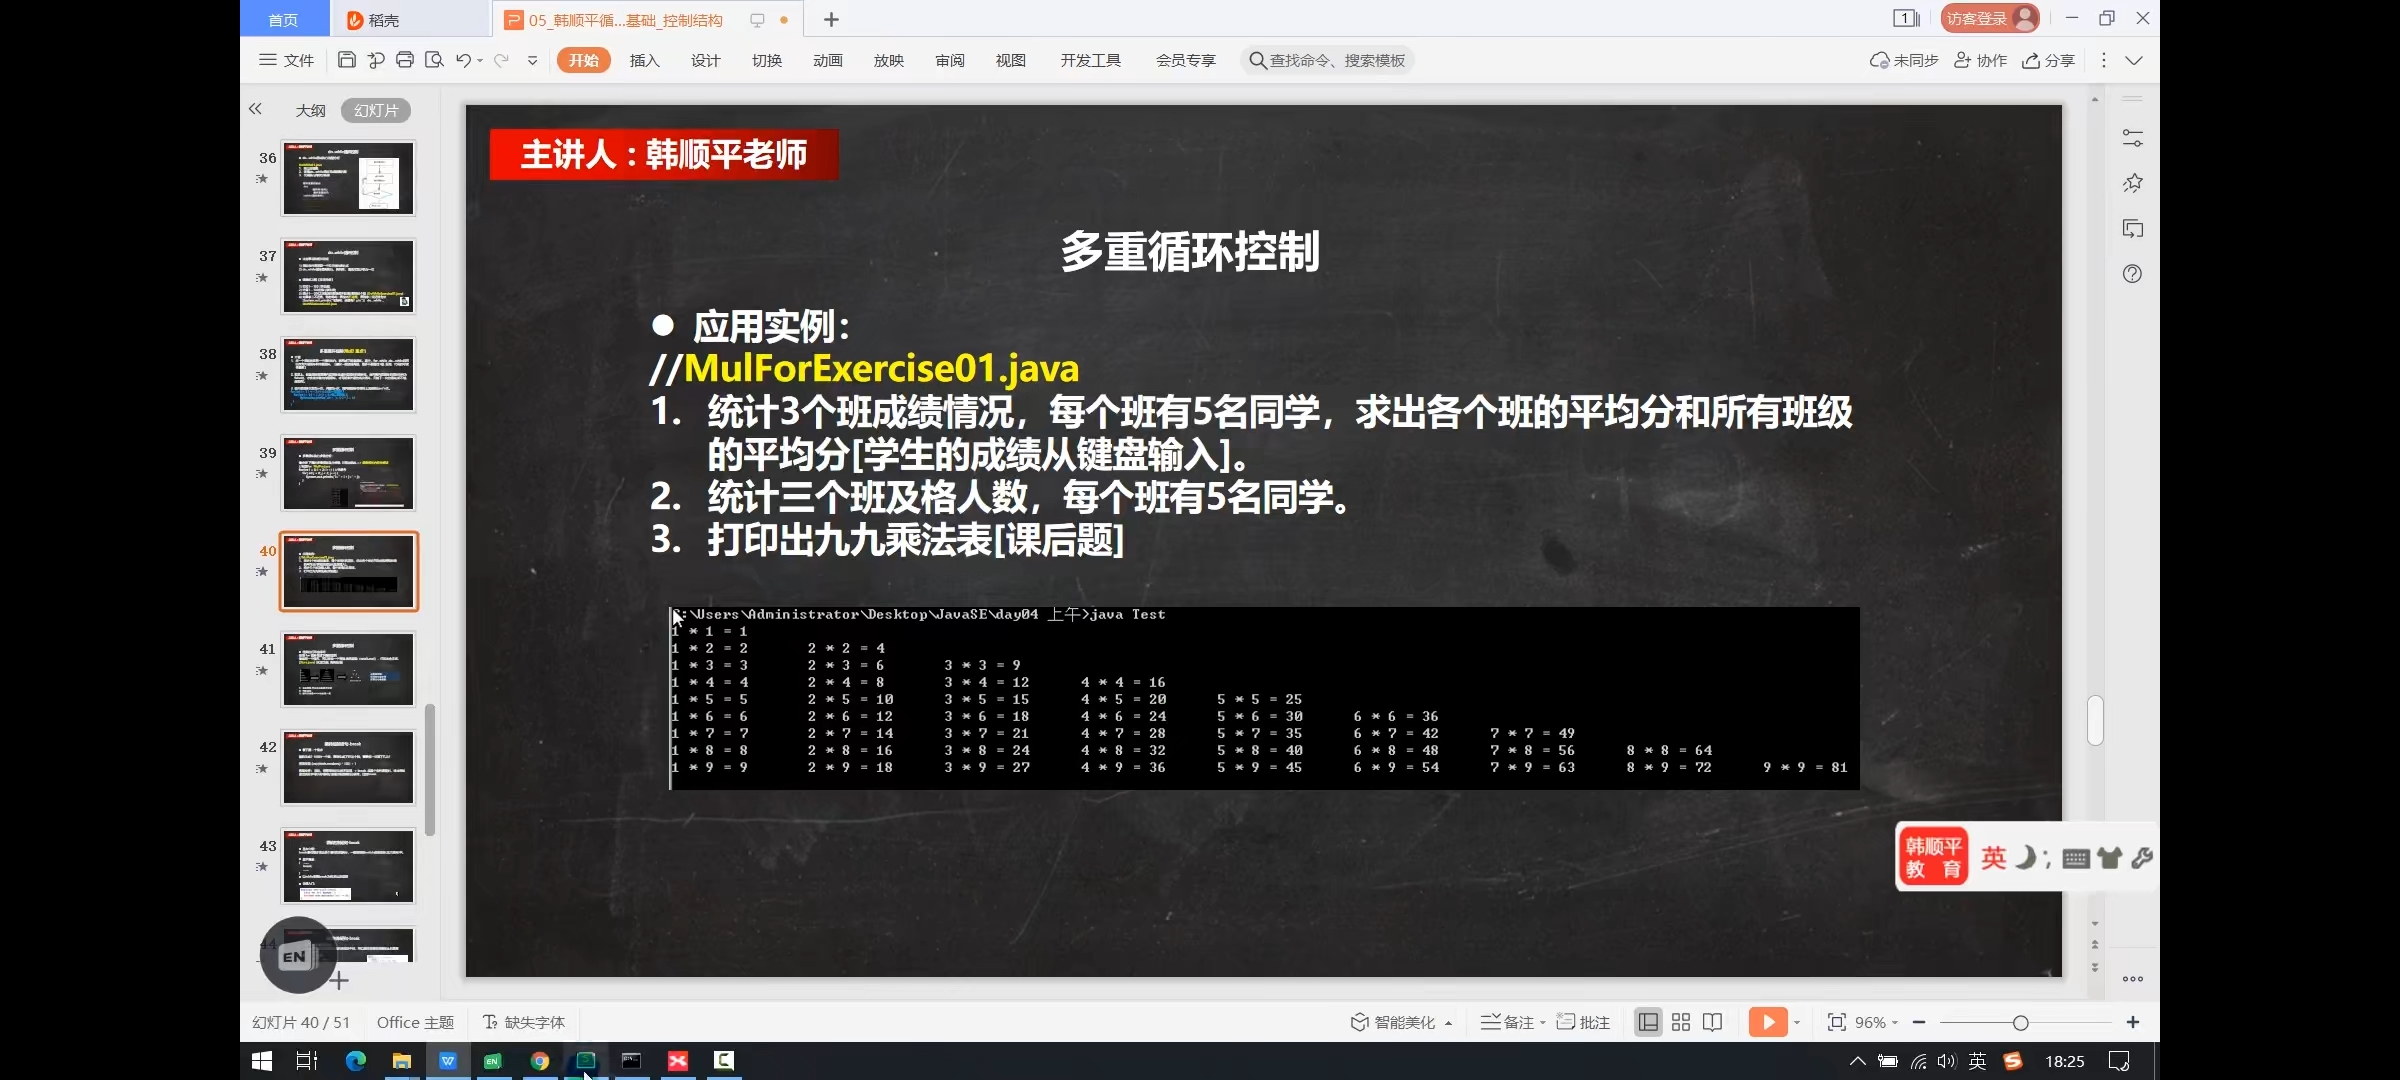 首页 稻壳 05_韩顺平循...基础_控制结构 1 访客登录
文件 开始 插入 设计 切换 动画 放映 审阅 视图 开发工具 会员专享 查找命令、搜索模板 未同步 协作 分享
大纲 幻灯片
36
37
38
39
40
41
42
43
44
主讲人：韩顺平老师
多重循环控制
● 应用实例：
//MulForExercise01.java
1. 统计3个班成绩情况，每个班有5名同学，求出各个班的平均分和所有班级
的平均分[学生的成绩从键盘输入]。
2. 统计三个班及格人数，每个班有5名同学。
3. 打印出九九乘法表[课后题]
:\Users\Administrator\Desktop\JavaSE\day04 上午>java Test
1 * 1 = 1
1 * 2 = 2 2 * 2 = 4
1 * 3 = 3 2 * 3 = 6 3 * 3 = 9
1 * 4 = 4 2 * 4 = 8 3 * 4 = 12 4 * 4 = 16
1 * 5 = 5 2 * 5 = 10 3 * 5 = 15 4 * 5 = 20 5 * 5 = 25
1 * 6 = 6 2 * 6 = 12 3 * 6 = 18 4 * 6 = 24 5 * 6 = 30 6 * 6 = 36
1 * 7 = 7 2 * 7 = 14 3 * 7 = 21 4 * 7 = 28 5 * 7 = 35 6 * 7 = 42 7 * 7 = 49
1 * 8 = 8 2 * 8 = 16 3 * 8 = 24 4 * 8 = 32 5 * 8 = 40 6 * 8 = 48 7 * 8 = 56 8 * 8 = 64
1 * 9 = 9 2 * 9 = 18 3 * 9 = 27 4 * 9 = 36 5 * 9 = 45 6 * 9 = 54 7 * 9 = 63 8 * 9 = 72 9 * 9 = 81
韩顺平
教 育
英
EN
幻灯片 40 / 51 Office 主题 缺失字体 智能美化 备注 批注 96%
英 18:25